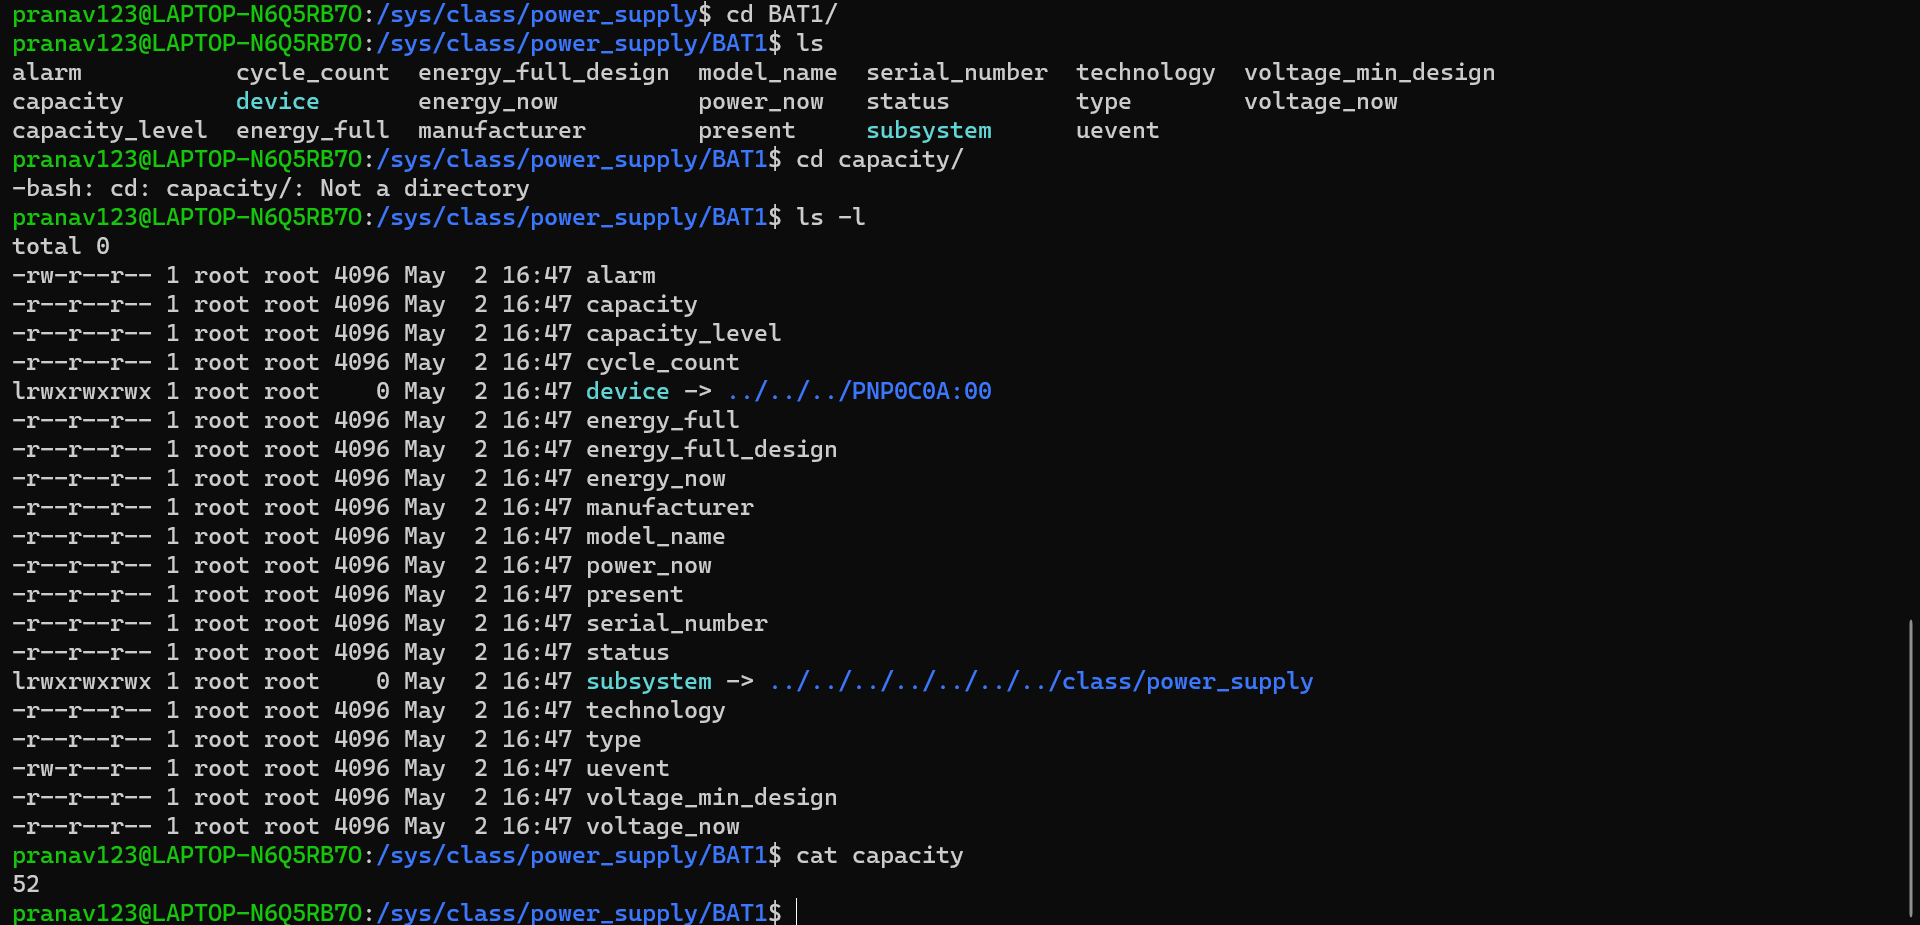 pranav123@LAPTOP-N6Q5RB7O:/sys/class/power_supply$ cd BAT1/
pranav123@LAPTOP-N6Q5RB7O:/sys/class/power_supply/BAT1$ ls
alarm           cycle_count  energy_full_design  model_name  serial_number  technology  voltage_min_design
capacity        device       energy_now          power_now   status         type        voltage_now
capacity_level  energy_full  manufacturer        present     subsystem      uevent
pranav123@LAPTOP-N6Q5RB7O:/sys/class/power_supply/BAT1$ cd capacity/
-bash: cd: capacity/: Not a directory
pranav123@LAPTOP-N6Q5RB7O:/sys/class/power_supply/BAT1$ ls -l
total 0
-rw-r--r-- 1 root root 4096 May  2 16:47 alarm
-r--r--r-- 1 root root 4096 May  2 16:47 capacity
-r--r--r-- 1 root root 4096 May  2 16:47 capacity_level
-r--r--r-- 1 root root 4096 May  2 16:47 cycle_count
lrwxrwxrwx 1 root root    0 May  2 16:47 device -> ../../../PNP0C0A:00
-r--r--r-- 1 root root 4096 May  2 16:47 energy_full
-r--r--r-- 1 root root 4096 May  2 16:47 energy_full_design
-r--r--r-- 1 root root 4096 May  2 16:47 energy_now
-r--r--r-- 1 root root 4096 May  2 16:47 manufacturer
-r--r--r-- 1 root root 4096 May  2 16:47 model_name
-r--r--r-- 1 root root 4096 May  2 16:47 power_now
-r--r--r-- 1 root root 4096 May  2 16:47 present
-r--r--r-- 1 root root 4096 May  2 16:47 serial_number
-r--r--r-- 1 root root 4096 May  2 16:47 status
lrwxrwxrwx 1 root root    0 May  2 16:47 subsystem -> ../../../../../../../class/power_supply
-r--r--r-- 1 root root 4096 May  2 16:47 technology
-r--r--r-- 1 root root 4096 May  2 16:47 type
-rw-r--r-- 1 root root 4096 May  2 16:47 uevent
-r--r--r-- 1 root root 4096 May  2 16:47 voltage_min_design
-r--r--r-- 1 root root 4096 May  2 16:47 voltage_now
pranav123@LAPTOP-N6Q5RB7O:/sys/class/power_supply/BAT1$ cat capacity
52
pranav123@LAPTOP-N6Q5RB7O:/sys/class/power_supply/BAT1$